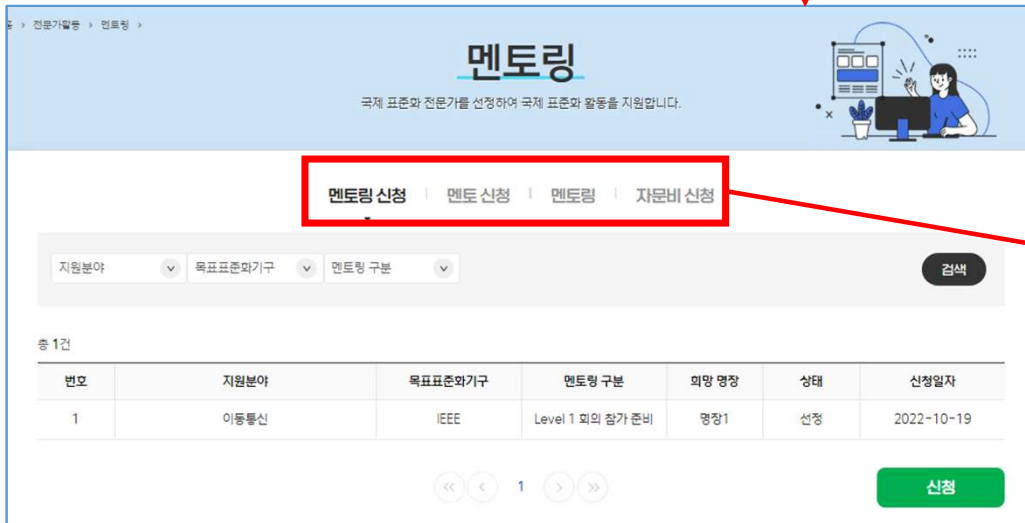 전문가활동 > 멘토링 >
멘토링
국제 표준화 전문가를 선정하여 국제 표준화 활동을 지원합니다.
멘토링 신청 | 멘토 신청 | 멘토링 | 자문비 신청
지원분야 목표표준화기구 멘토링 구분 검색
총 1건
번호 지원분야 목표표준화기구 멘토링 구분 희망 명장 상태 신청일자
1 이동통신 IEEE Level 1 회의 참가 준비 명장1 선정 2022-10-19
« < 1 > »
신청